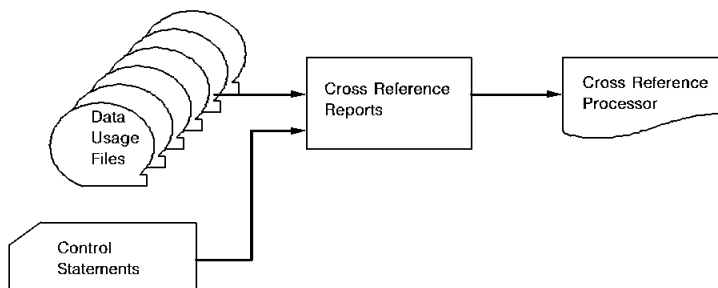 Data
Usage
Files
Cross Reference
Reports
Cross Reference
Processor
Control
Statements